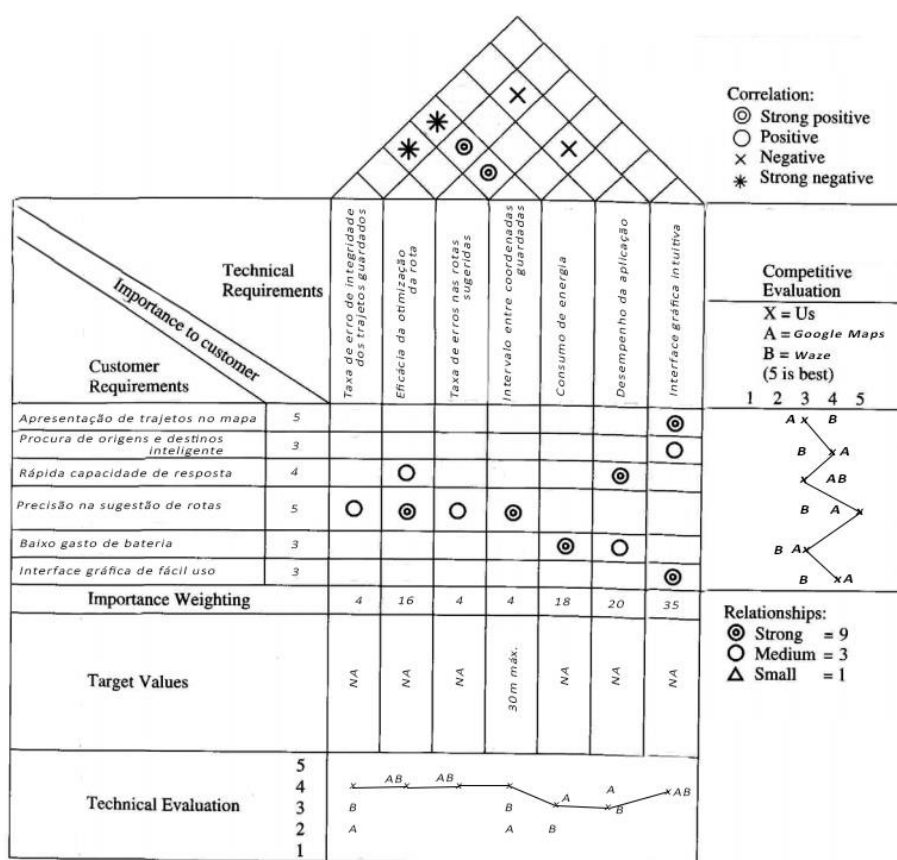 Correlation:
Strong positive
Positive
Negative
Strong negative
Technical
Requirements
Importance to customer
Customer
Requirements
Taxa de erro de integridade
dos trajetos guardados
Eficácia da otimização
da rota
Taxa de erros nas rotas
sugeridas
Intervalo entre coordenadas
guardadas
Consumo de energia
Desempenho da aplicação
Interface gráfica intuitiva
Competitive
Evaluation
X = Us
A = Google Maps
B = Waze
(5 is best)
1 2 3 4 5
Apresentação de trajetos no mapa 5 A x B
Procura de origens e destinos
inteligente 3 B x A
Rápida capacidade de resposta 4 x AB
Precisão na sugestão de rotas 5 B A x
Baixo gasto de bateria 3 B A x
Interface gráfica de fácil uso 3 B x A
Importance Weighting 4 16 4 4 18 20 35
Relationships:
Strong = 9
Medium = 3
Small = 1
Target Values NA NA NA 30m máx. NA NA NA
Technical Evaluation
5
4 x AB x AB x x A x AB
3 B B x A x B
2 A A B
1